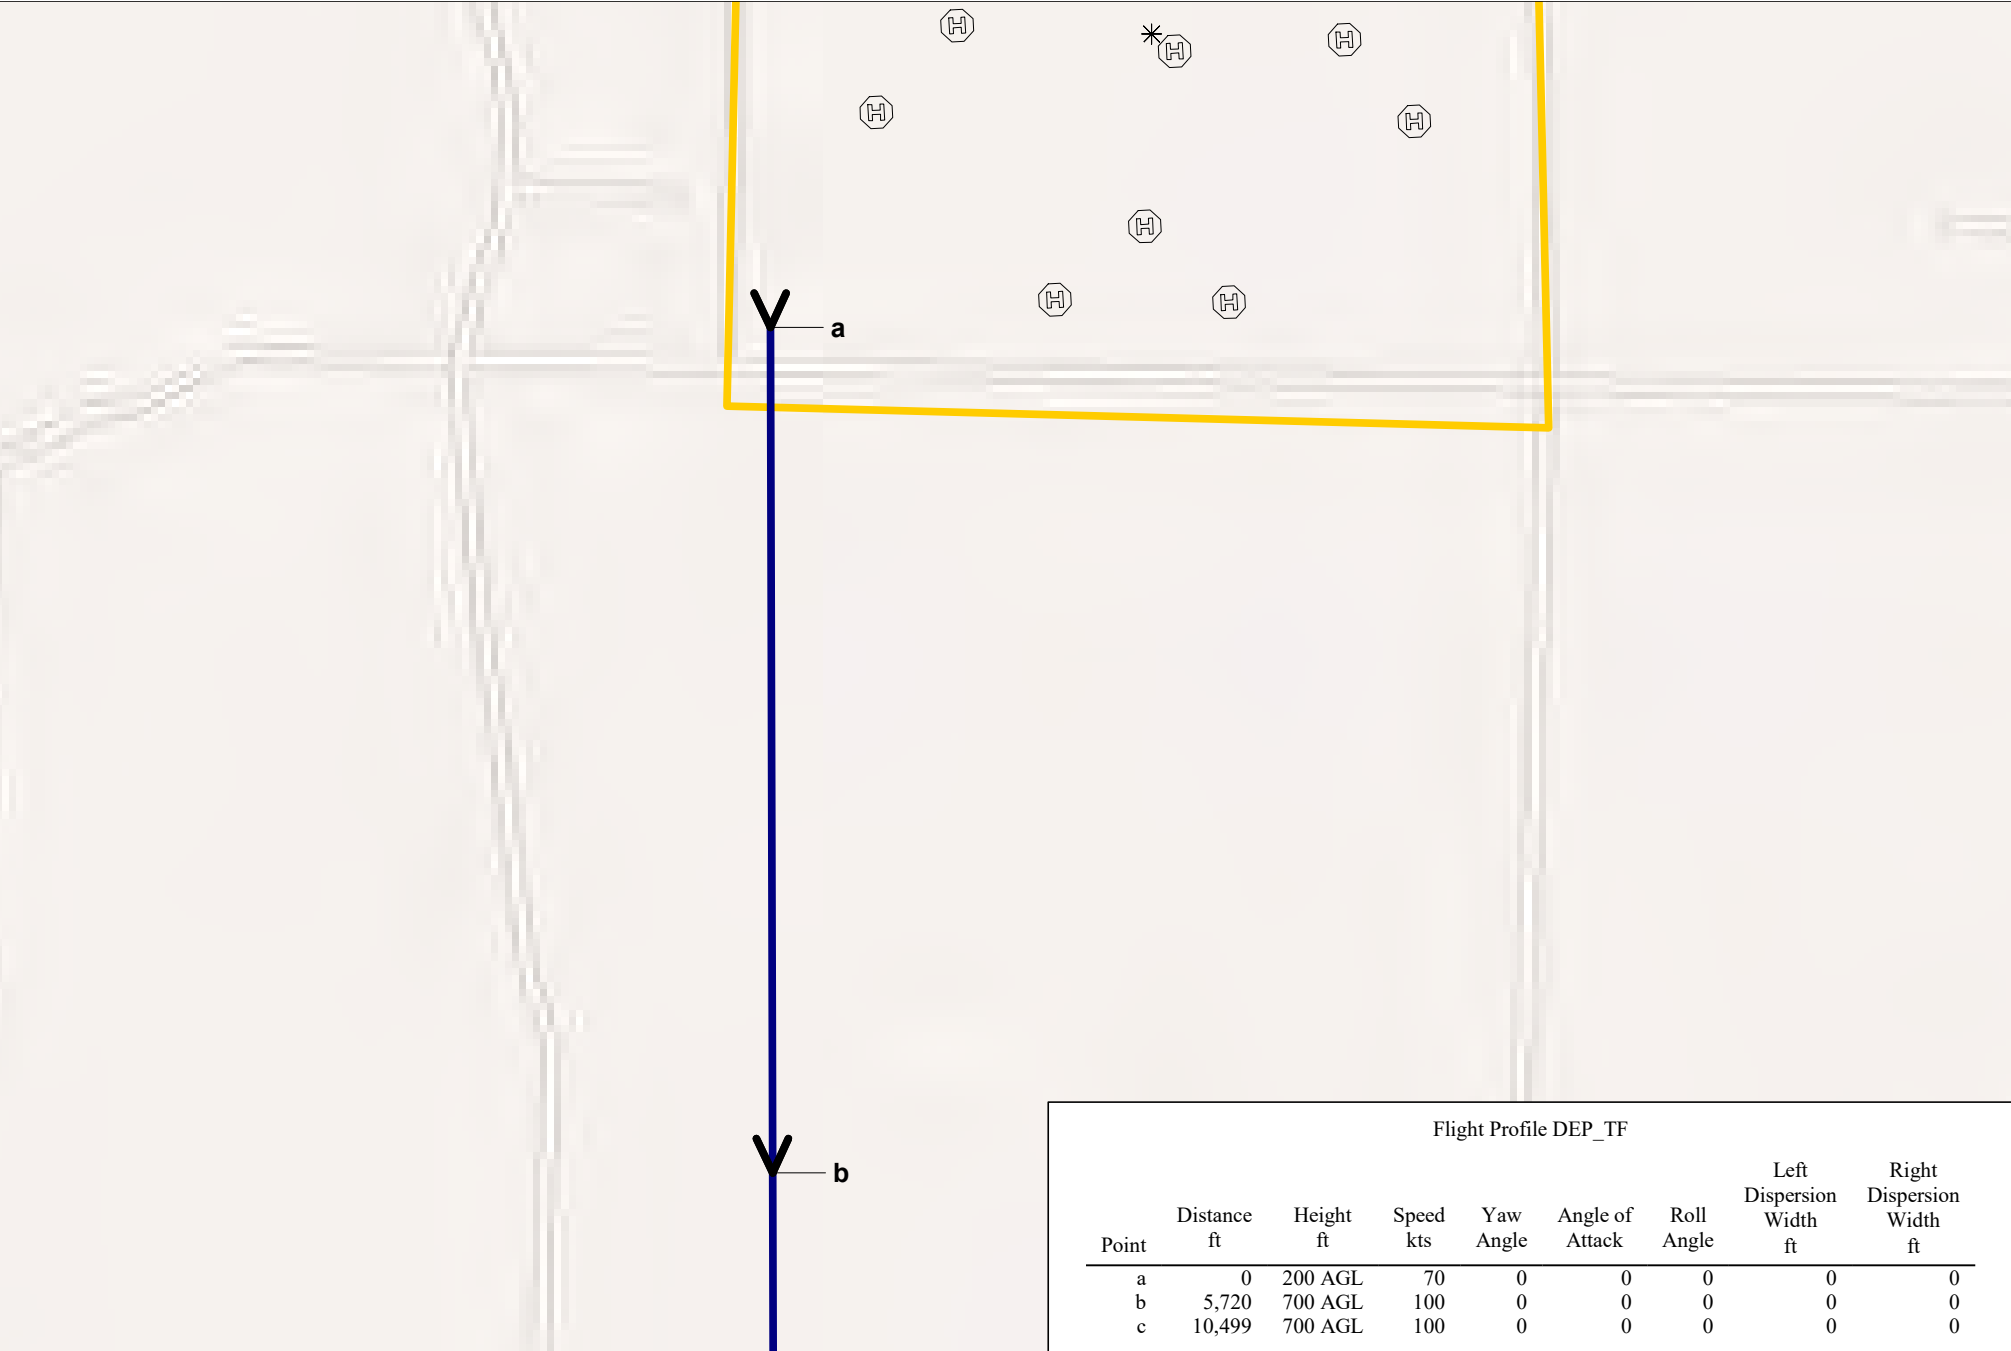 H
H
H
H
H
H
H
H
a
b
Flight Profile DEP_TF
Point Distance ft Height ft Speed kts Yaw Angle Angle of Attack Roll Angle Left Dispersion Width ft Right Dispersion Width ft
a 0 200 AGL 70 0 0 0 0 0
b 5,720 700 AGL 100 0 0 0 0 0
c 10,499 700 AGL 100 0 0 0 0 0